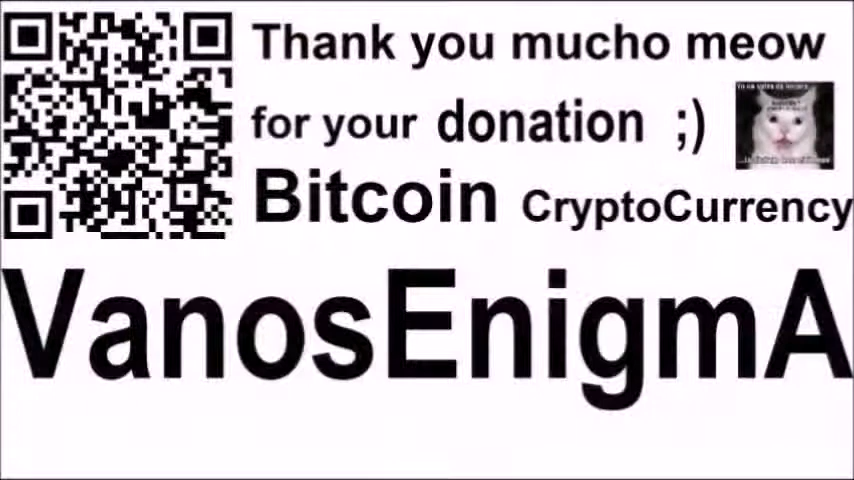 Thank you mucho meow
for your donation ;)
Bitcoin CryptoCurrency
VanosEnigmA